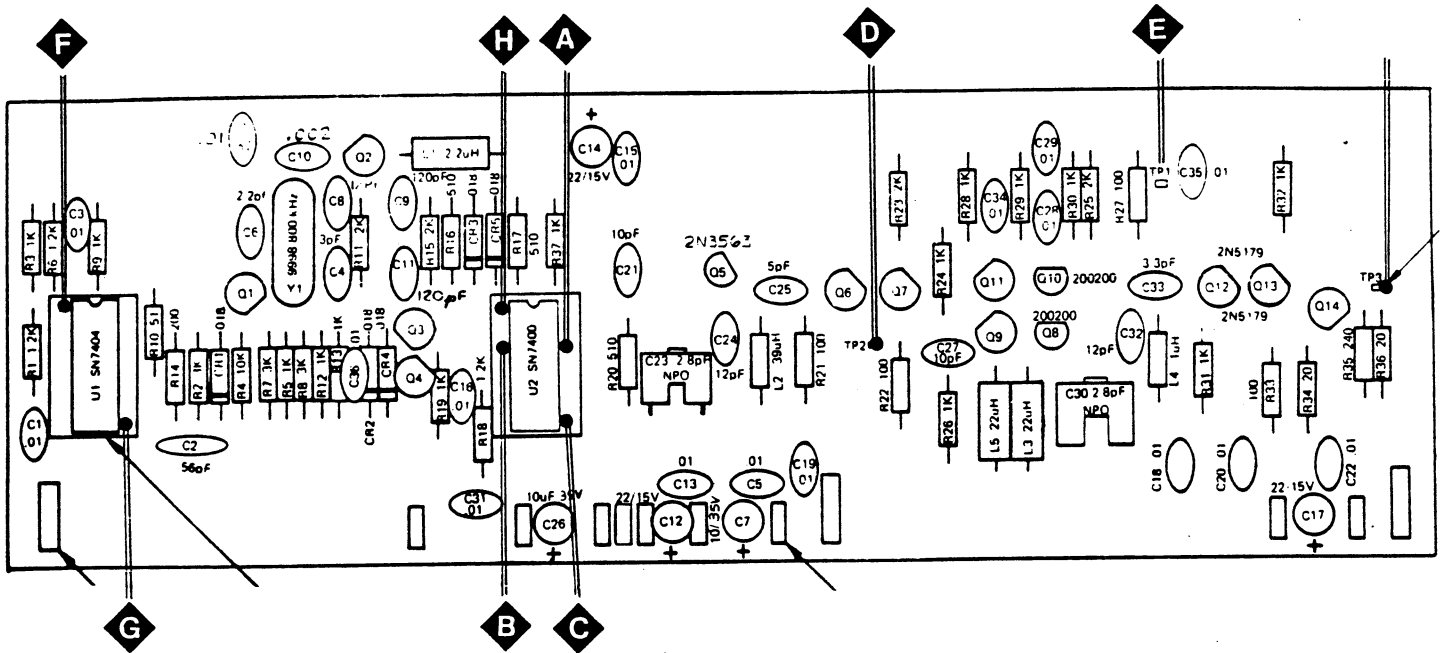 F
H
A
D
E
.002
C10
Q2
2.2uH
+
C14
22/15V
C15
01
C29
01
TP1
C35
01
R32 1K
2.2pf
C6
Y1
C8
3pF
C4
R11 2K
120pF
C9
C11
120pF
R15 2K
R16
510
CR3
018
CR5
018
R17
510
R37 1K
C3
01
R3 1K
R6 1.2K
R9 1K
Q1
10pF
C21
2N3563
Q5
5pF
C25
Q6
Q7
R23 2K
R28 1K
C34
01
R29 1K
C28
01
R30 1K
R25 2K
R27 100
R24 1K
Q11
Q10
200200
3.3pF
C33
2N5179
Q12
Q13
2N5179
Q14
TP3
R1 1.2K
U1 SN7404
R10 51
R14
200
R2 1K
CR1
018
R4 10K
R7 3K
R5 1K
R8 3K
R12 1K
R13
1K
C36
01
018
CR2
018
CR4
Q3
Q4
R19 1K
C18
.01
R18
1.2K
U2 SN7400
R20 510
C23 2.8pF
NPO
C24
12pF
L2 39uH
R21 100
TP2
R22 100
C27
10pF
Q9
200200
Q8
R26 1K
L5 22uH
L3 22uH
C30 2.8pF
NPO
12pF
C32
L4 1uH
R31 1K
100
R33
R34 20
R35 240
R36 20
C1
.01
C2
56pF
C31
.01
10uF
C26
+
22/15V
01
C13
C12
+
10/35V
01
C5
C7
+
C19
01
C18 .01
C20 .01
22-15V
C17
+
C22 .01
G
B
C